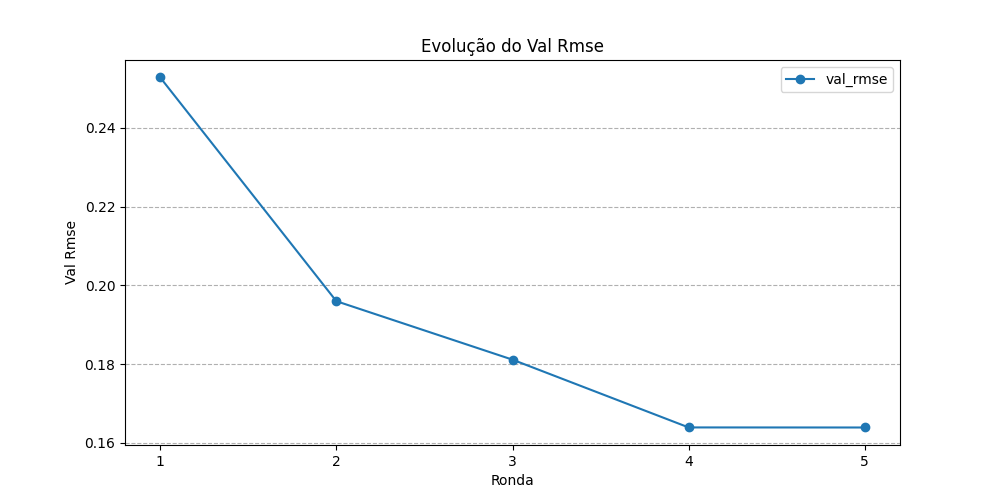 Evolução do Val Rmse
val_rmse
Val Rmse
0.24
0.22
0.20
0.18
0.16
1 2 3 4 5
Ronda